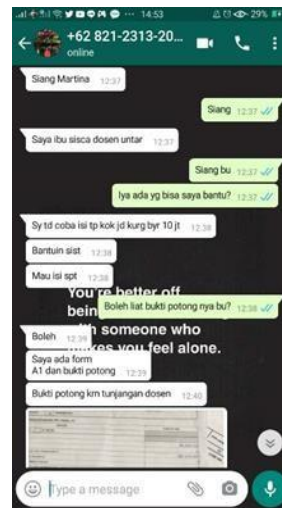 14:53
29%
+62 821-2313-20...
online
Siang Martina 12:37
Siang 12:37
Saya ibu sisca dosen untar 12:37
Siang bu 12:37
Iya ada yg bisa saya bantu? 12:37
Sy td coba isi tp kok jd kurg byr 10 jt 12:38
Bantuin sist 12:38
Mau isi spt 12:38
You're better off
Boleh liat bukti potong nya bu? 12:38
bein
with someone who
Boleh 12:39
makes you feel alone.
Saya ada form
A1 dan bukti potong 12:39
Bukti potong krn tunjangan dosen 12:40
Type a message